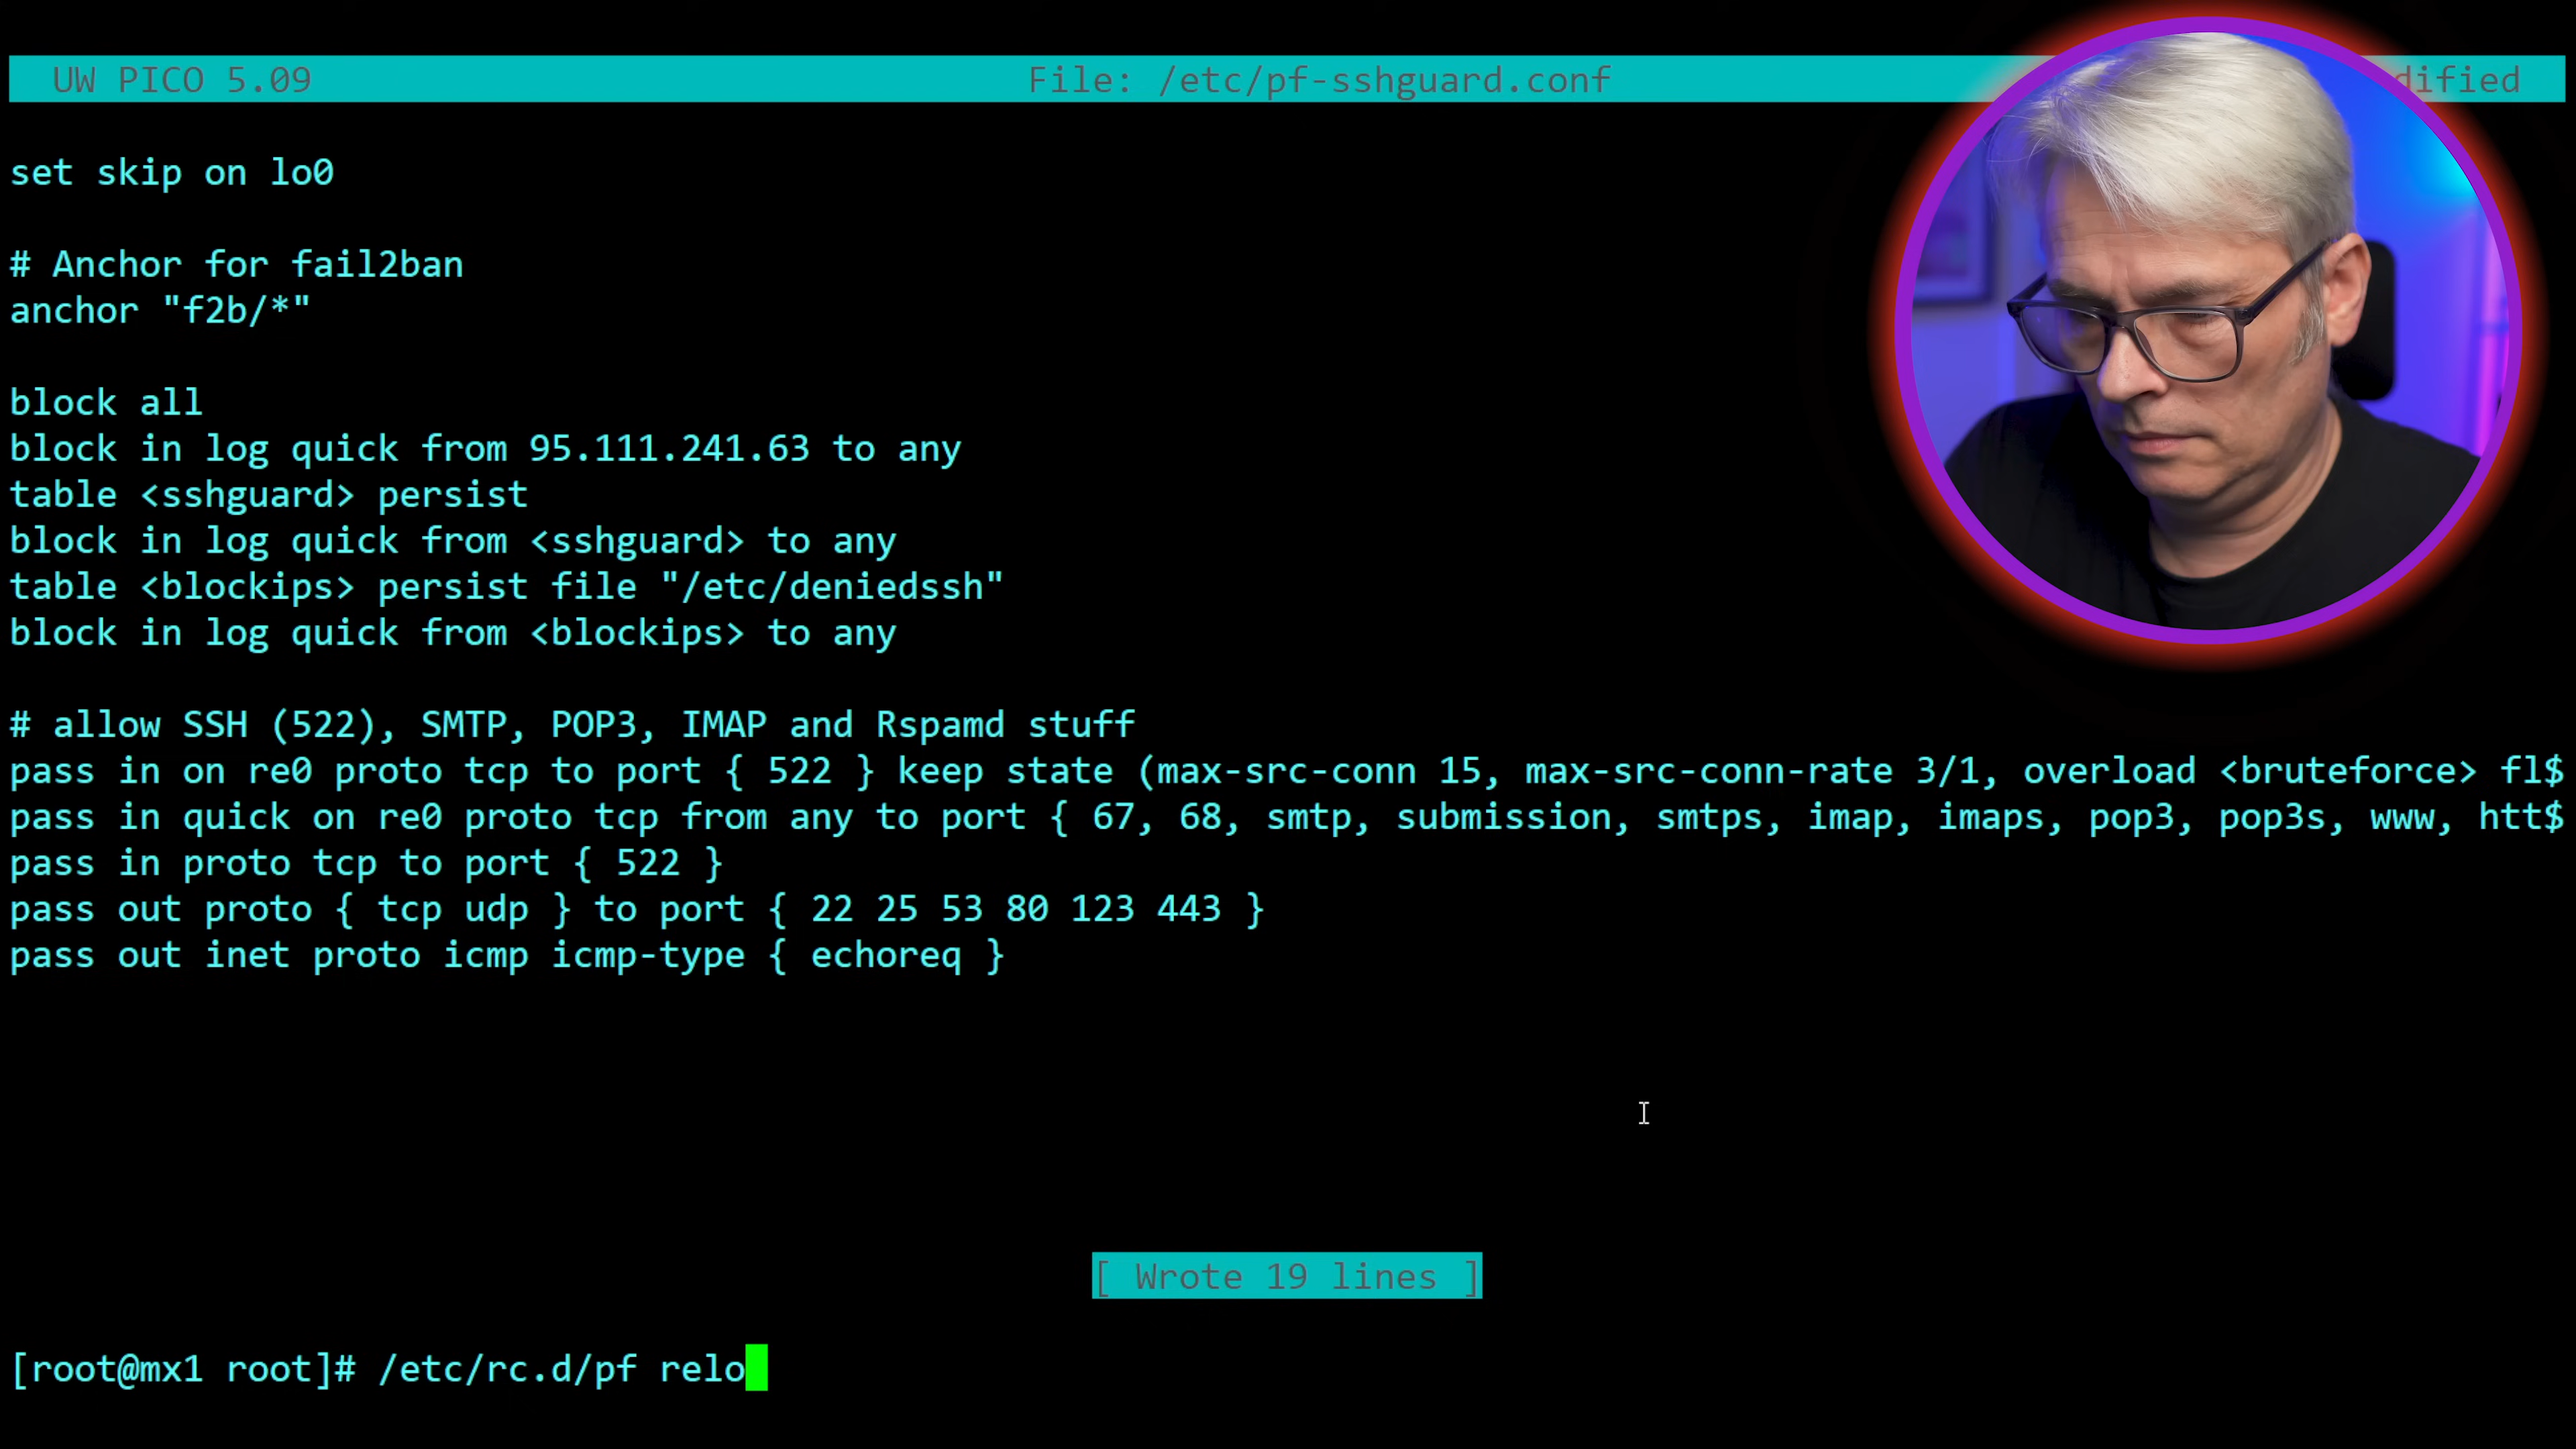 UW PICO 5.09 File: /etc/pf-sshguard.conf dified
set skip on lo0
# Anchor for fail2ban
anchor "f2b/*"
block all
block in log quick from 95.111.241.63 to any
table <sshguard> persist
block in log quick from <sshguard> to any
table <blockips> persist file "/etc/deniedssh"
block in log quick from <blockips> to any
# allow SSH (522), SMTP, POP3, IMAP and Rspamd stuff
pass in on re0 proto tcp to port { 522 } keep state (max-src-conn 15, max-src-conn-rate 3/1, overload <bruteforce> fl$
pass in quick on re0 proto tcp from any to port { 67, 68, smtp, submission, smtps, imap, imaps, pop3, pop3s, www, htt$
pass in proto tcp to port { 522 }
pass out proto { tcp udp } to port { 22 25 53 80 123 443 }
pass out inet proto icmp icmp-type { echoreq }
[ Wrote 19 lines ]
[root@mx1 root]# /etc/rc.d/pf relo